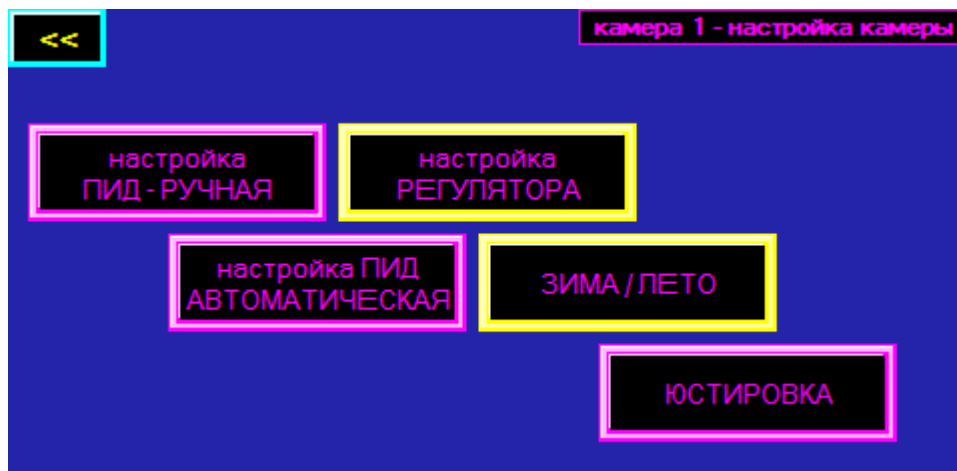 <<
камера 1 - настройка камеры
настройка
ПИД - РУЧНАЯ
настройка
РЕГУЛЯТОРА
настройка ПИД
АВТОМАТИЧЕСКАЯ
ЗИМА / ЛЕТО
ЮСТИРОВКА